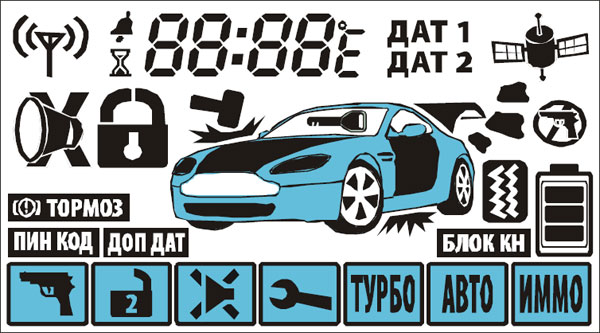 88:88°C
ДАТ 1
ДАТ 2
ТОРМОЗ
ПИН КОД
ДОП ДАТ
БЛОК КН
2
ТУРБО
АВТО
ИММО